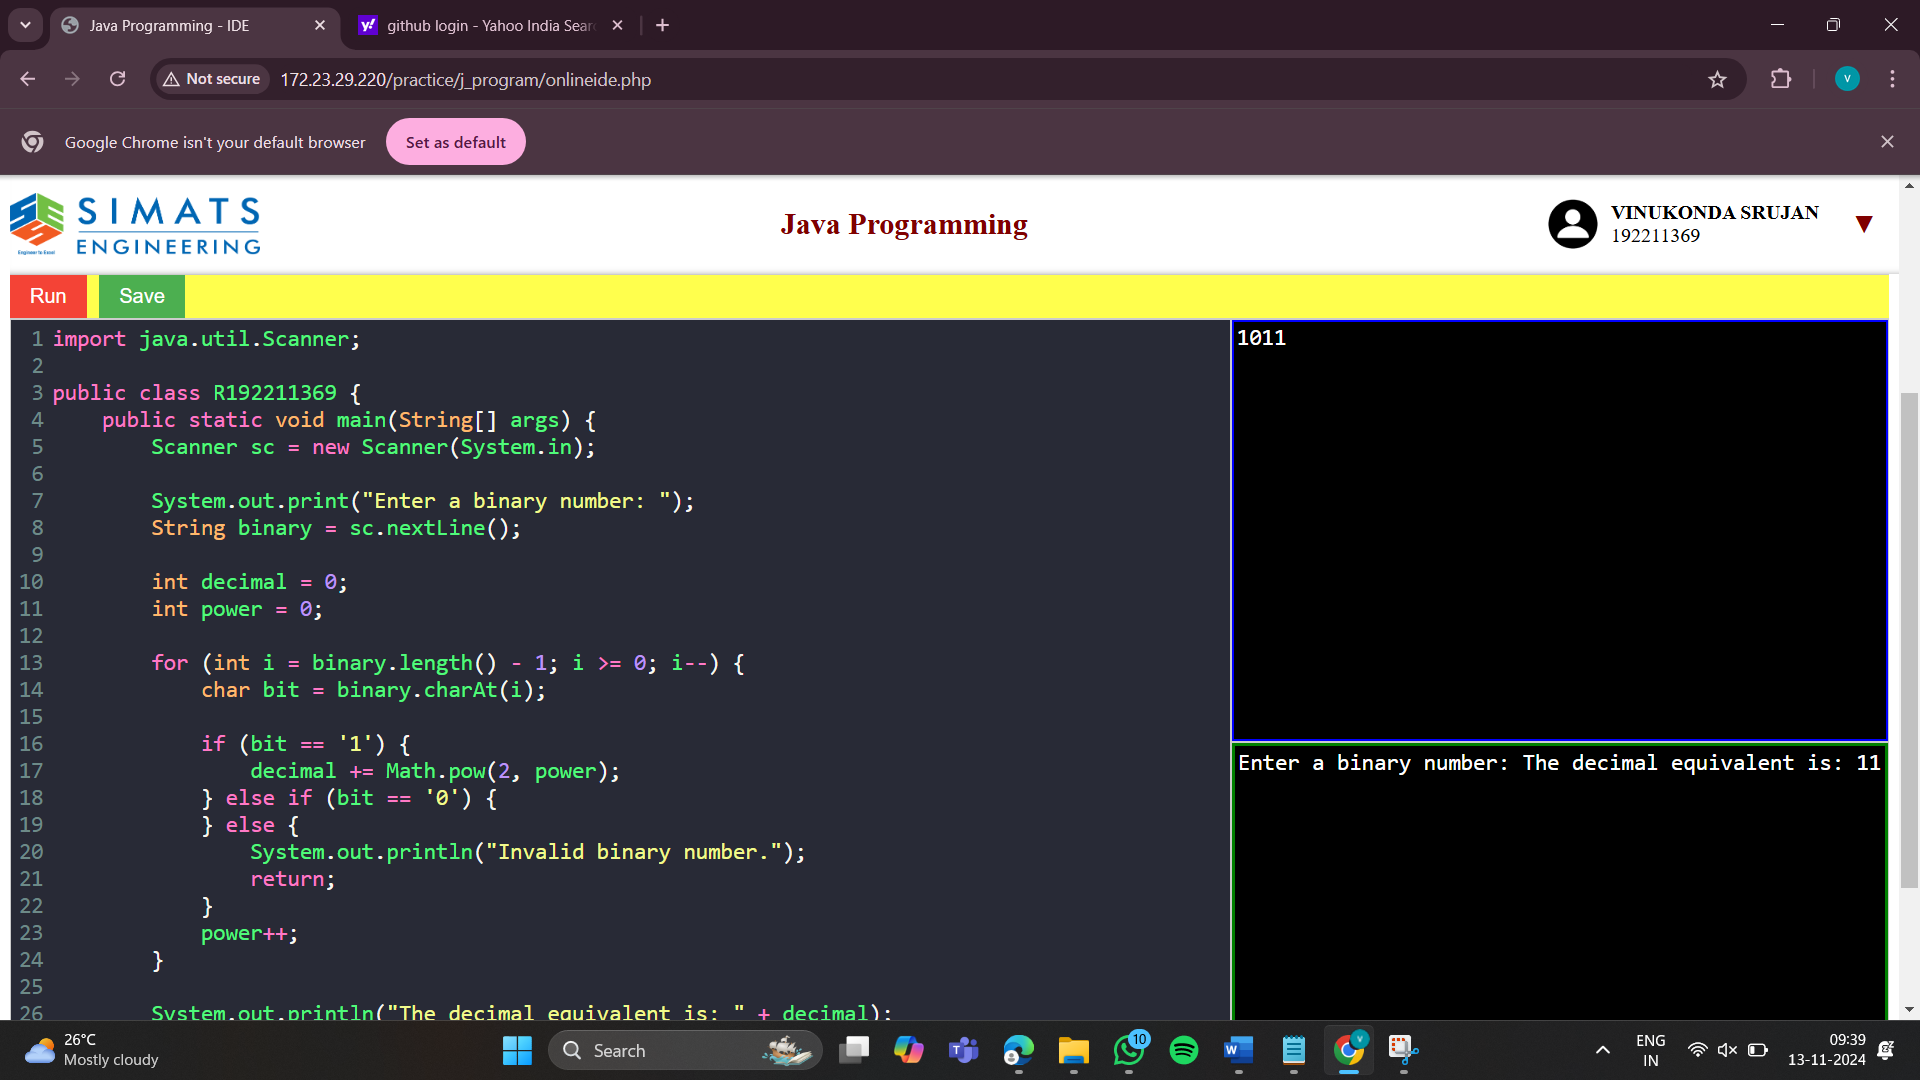 Java Programming - IDE
github login - Yahoo India Sear
Not secure
172.23.29.220/practice/j_program/onlineide.php
V
Google Chrome isn't your default browser
Set as default
SIMATS
ENGINEERING
Engineer to Excel
Java Programming
VINUKONDA SRUJAN
192211369
Run
Save
1 import java.util.Scanner;
2
3 public class R192211369 {
4     public static void main(String[] args) {
5         Scanner sc = new Scanner(System.in);
6
7         System.out.print("Enter a binary number: ");
8         String binary = sc.nextLine();
9
10         int decimal = 0;
11         int power = 0;
12
13         for (int i = binary.length() - 1; i >= 0; i--) {
14             char bit = binary.charAt(i);
15
16             if (bit == '1') {
17                 decimal += Math.pow(2, power);
18             } else if (bit == '0') {
19             } else {
20                 System.out.println("Invalid binary number.");
21                 return;
22             }
23             power++;
24         }
25
26         System.out.println("The decimal equivalent is: " + decimal);
1011
Enter a binary number: The decimal equivalent is: 11
26°C
Mostly cloudy
Search
10
ENG
IN
09:39
13-11-2024